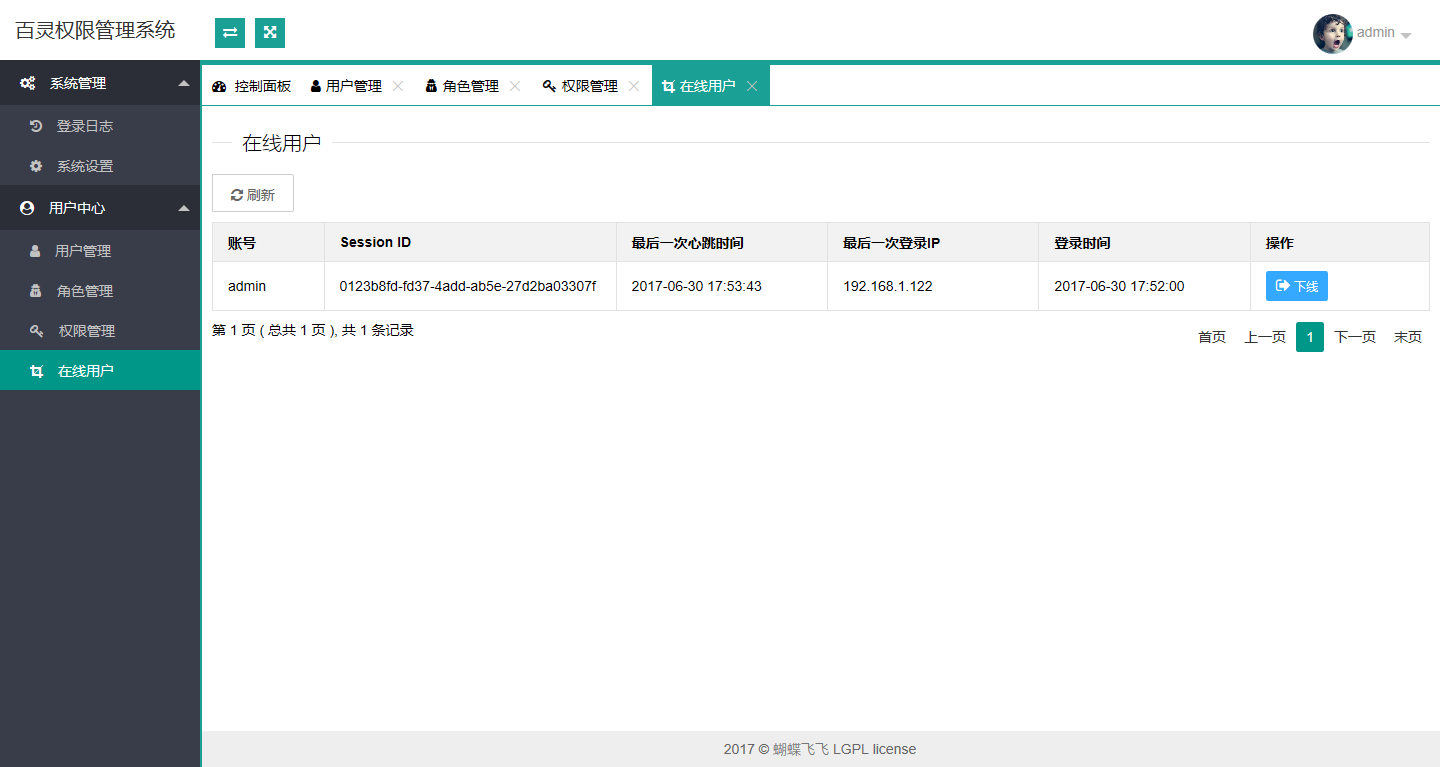 百灵权限管理系统
admin
系统管理
登录日志
系统设置
用户中心
用户管理
角色管理
权限管理
在线用户
控制面板 用户管理 角色管理 权限管理 在线用户
在线用户
刷新
账号 Session ID 最后一次心跳时间 最后一次登录IP 登录时间 操作
admin 0123b8fd-fd37-4add-ab5e-27d2ba03307f 2017-06-30 17:53:43 192.168.1.122 2017-06-30 17:52:00 下线
第 1 页 ( 总共 1 页 ), 共 1 条记录
首页 上一页 1 下一页 末页
2017 © 蝴蝶飞飞 LGPL license